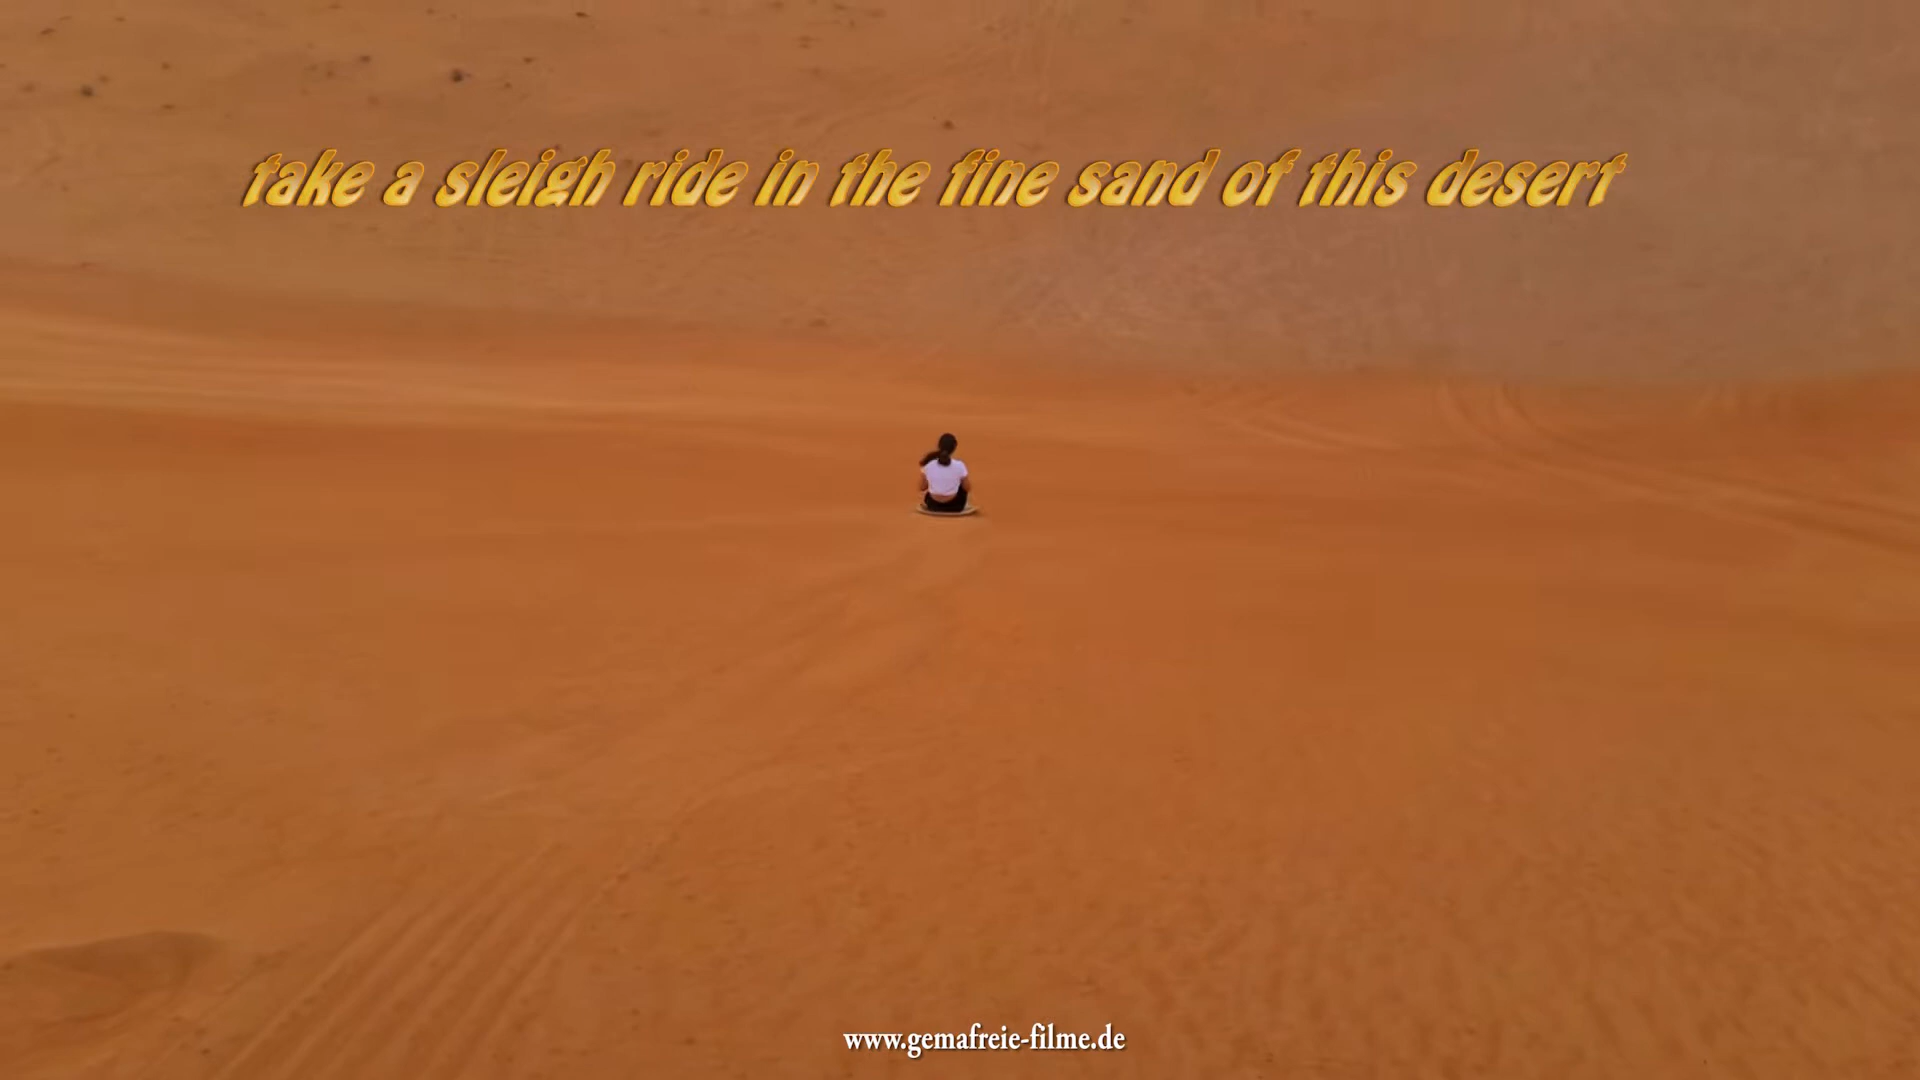 take a sleigh ride in the fine sand of this desert
www.gemafreie-filme.de